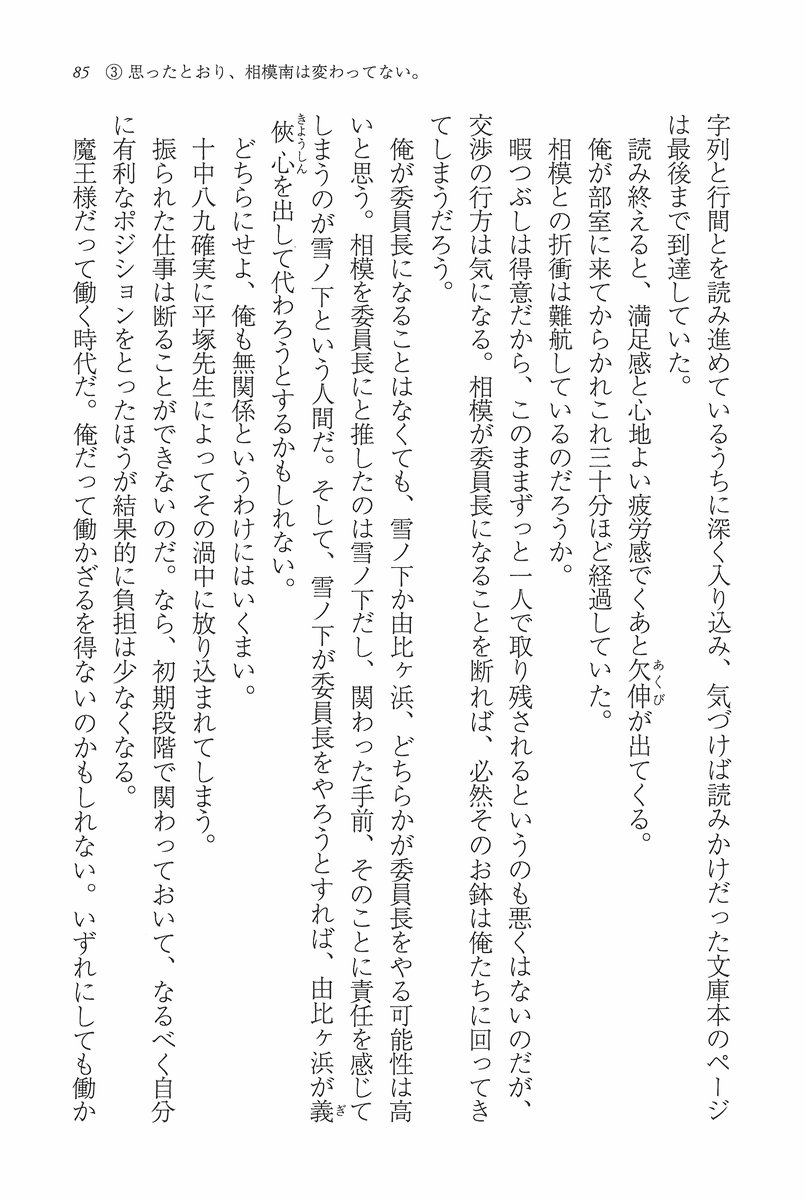 85　③ 思ったとおり、相模南は変わってない。
字列と行間とを読み進めているうちに深く入り込み、気づけば読みかけだった文庫本のページ
は最後まで到達していた。
　読み終えると、満足感と心地よい疲労感でくあと欠伸が出てくる。
あくび
　俺が部室に来てからかれこれ三十分ほど経過していた。
　相模との折衝は難航しているのだろうか。
　暇つぶしは得意だから、このままずっと一人で取り残されるというのも悪くはないのだが、
交渉の行方は気になる。相模が委員長になることを断れば、必然そのお鉢は俺たちに回ってき
てしまうだろう。
　俺が委員長になることはなくても、雪ノ下か由比ヶ浜、どちらかが委員長をやる可能性は高
いと思う。相模を委員長にと推したのは雪ノ下だし、関わった手前、そのことに責任を感じて
しまうのが雪ノ下という人間だ。そして、雪ノ下が委員長をやろうとすれば、由比ヶ浜が義
ぎ
俠心を出して代わろうとするかもしれない。
きようしん
　どちらにせよ、俺も無関係というわけにはいくまい。
　十中八九確実に平塚先生によってその渦中に放り込まれてしまう。
　振られた仕事は断ることができないのだ。なら、初期段階で関わっておいて、なるべく自分
に有利なポジションをとったほうが結果的に負担は少なくなる。
　魔王様だって働く時代だ。俺だって働かざるを得ないのかもしれない。いずれにしても働か